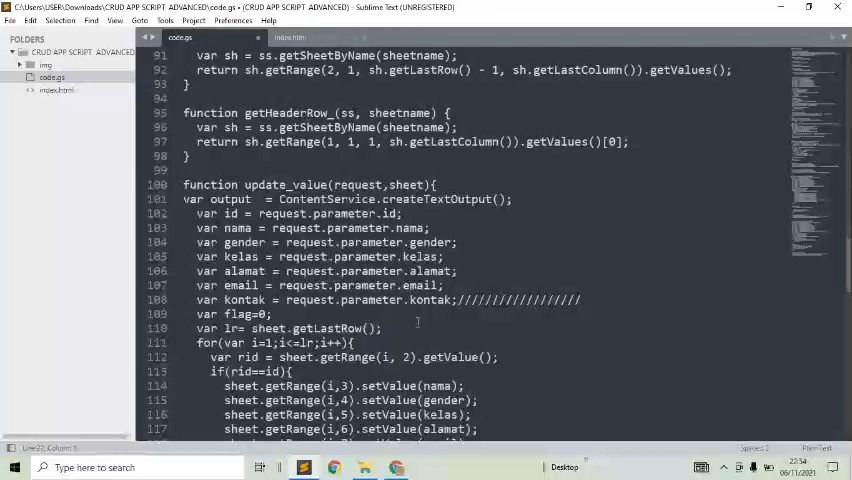 C:\Users\USER\Downloads\CRUD APP SCRIPT ADVANCED\code.gs • (CRUD APP SCRIPT ADVANCED) - Sublime Text (UNREGISTERED)
File Edit Selection Find View Goto Tools Project Preferences Help
FOLDERS
CRUD APP SCRIPT ADVANCED
img
code.gs
index.html
code.gs index.html
91 var sh = ss.getSheetByName(sheetname);
92 return sh.getRange(2, 1, sh.getLastRow() - 1, sh.getLastColumn()).getValues();
93 }
94
95 function getHeaderRow_(ss, sheetname) {
96 var sh = ss.getSheetByName(sheetname);
97 return sh.getRange(1, 1, 1, sh.getLastColumn()).getValues()[0];
98 }
99
100 function update_value(request,sheet){
101 var output  = ContentService.createTextOutput();
102 var id = request.parameter.id;
103 var nama = request.parameter.nama;
104 var gender = request.parameter.gender;
105 var kelas = request.parameter.kelas;
106 var alamat = request.parameter.alamat;
107 var email = request.parameter.email;
108 var kontak = request.parameter.kontak;/////////////////
109 var flag=0;
110 var lr= sheet.getLastRow();
111 for(var i=1;i<=lr;i++){
112 var rid = sheet.getRange(i, 2).getValue();
113 if(rid==id){
114 sheet.getRange(i,3).setValue(nama);
115 sheet.getRange(i,4).setValue(gender);
116 sheet.getRange(i,5).setValue(kelas);
117 sheet.getRange(i,6).setValue(alamat);
Line 22, Column 1
Spaces: 2
Plain Text
Type here to search
Desktop
22:54
06/11/2021